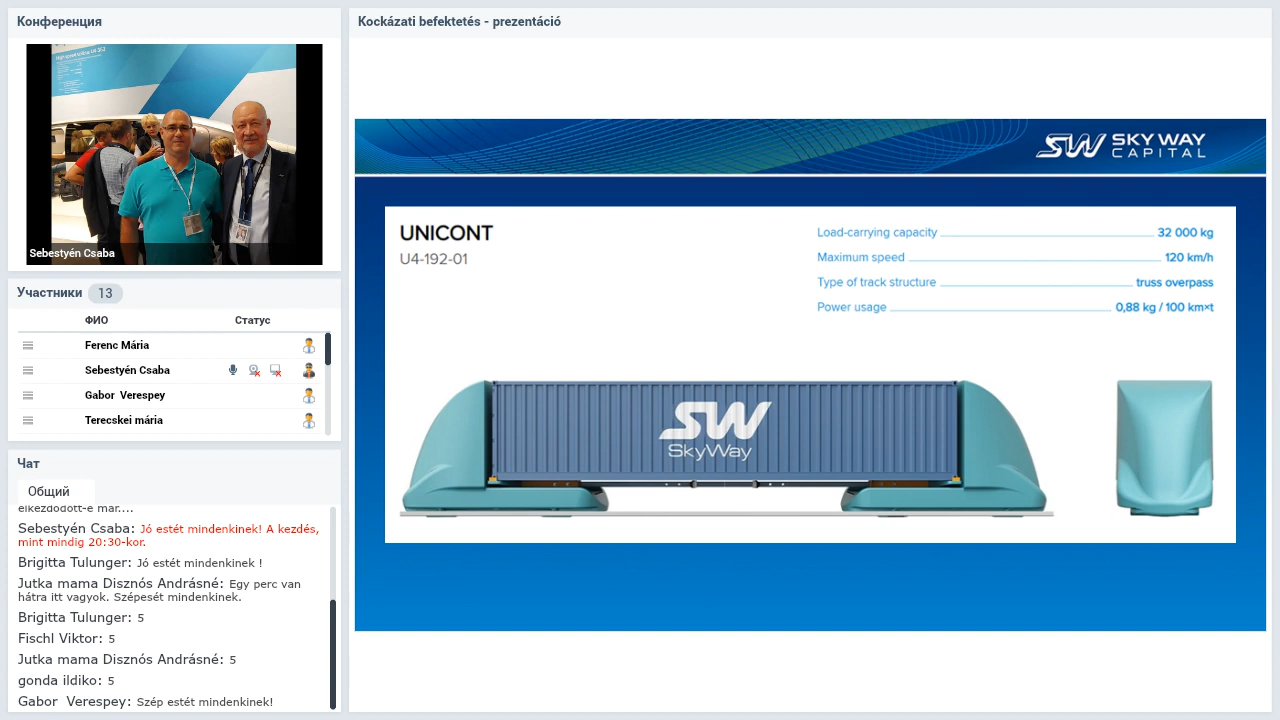 Конференция
Sebestyén Csaba
Участники 13
ФИО Статус
Ferenc Mária
Sebestyén Csaba
Gabor Verespey
Terecskei mária
Чат
Общий
elkezdődött-e már....
Sebestyén Csaba: Jó estét mindenkinek! A kezdés,
mint mindig 20:30-kor.
Brigitta Tulunger: Jó estét mindenkinek !
Jutka mama Disznós Andrásné: Egy perc van
hátra itt vagyok. Szépesét mindenkinek.
Brigitta Tulunger: 5
Fischl Viktor: 5
Jutka mama Disznós Andrásné: 5
gonda ildiko: 5
Gabor Verespey: Szép estét mindenkinek!
Kockázati befektetés - prezentáció
SW SKY WAY
CAPITAL
UNICONT
U4-192-01
Load-carrying capacity 32 000 kg
Maximum speed 120 km/h
Type of track structure truss overpass
Power usage 0,88 kg / 100 km×t
SW
SkyWay